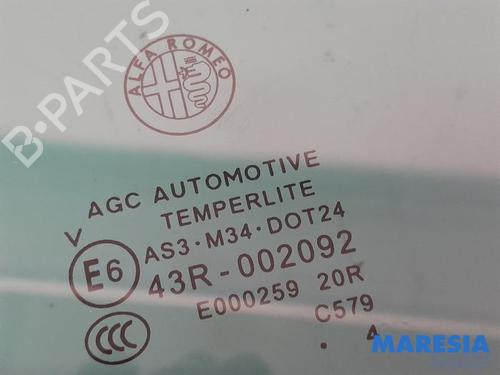 ALFA ROMEO
B-PARTS
AGC AUTOMOTIVE
V TEMPERLITE
E6 AS3·M34·DOT24
43R-002092
E000259 20R
CCC C579
. A
MARESIA